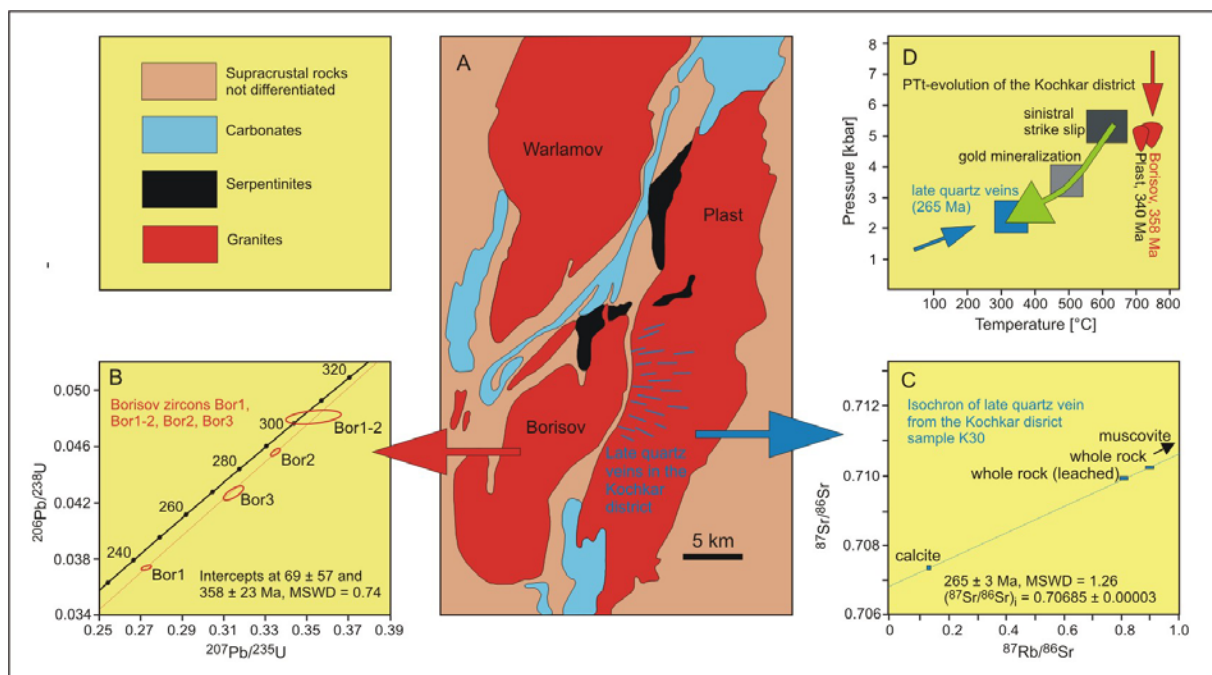 Supracrustal rocks
not differentiated
Carbonates
Serpentinites
Granites
A
Warlamov
Plast
Borisov
Late quartz
veins in the
Kochkar
district
5 km
D
PTt-evolution of the Kochkar district
sinistral
strike slip
gold mineralization
late quartz veins
(265 Ma)
Plast, 340 Ma
Borisov, 358 Ma
Pressure [kbar]
8
7
6
5
4
3
2
1
100 200 300 400 500 600 700 800
Temperature [°C]
B
Borisov zircons Bor1,
Bor1-2, Bor2, Bor3
320
300
280
260
240
Bor1-2
Bor2
Bor3
Bor1
Intercepts at 69 ± 57 and
358 ± 23 Ma, MSWD = 0.74
206Pb/238U
0.050
0.046
0.042
0.038
0.034
0.25 0.27 0.29 0.31 0.33 0.35 0.37 0.39
207Pb/235U
C
Isochron of late quartz vein
from the Kochkar disrict
sample K30
muscovite
whole rock
whole rock (leached)
calcite
265 ± 3 Ma, MSWD = 1.26
(87Sr/86Sr)i = 0.70685 ± 0.00003
87Sr/86Sr
0.712
0.710
0.708
0.706
0 0.2 0.4 0.6 0.8 1.0
87Rb/86Sr